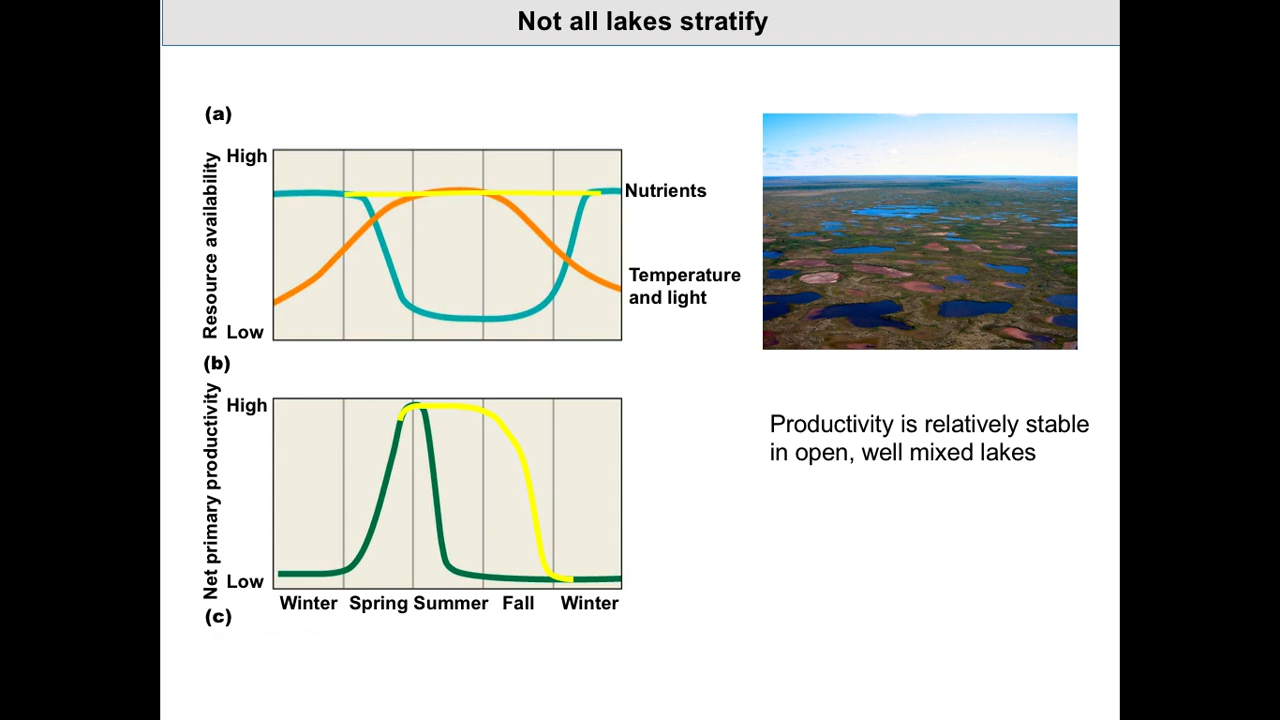 Not all lakes stratify
(a)
Resource availability
High
Low
Nutrients
Temperature
and light
(b)
Net primary productivity
High
Low
Winter Spring Summer Fall Winter
(c)
Productivity is relatively stable
in open, well mixed lakes